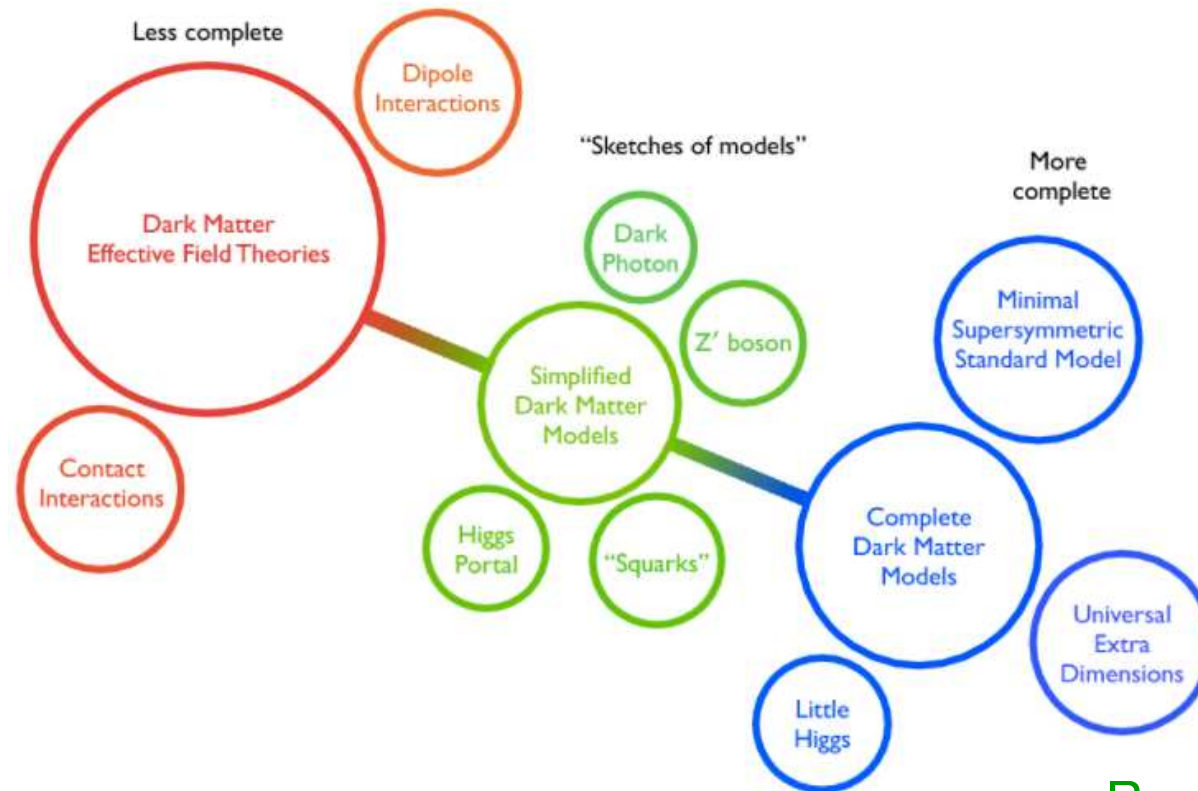 Less complete
Dipole
Interactions
Dark Matter
Effective Field Theories
Contact
Interactions
“Sketches of models”
Dark
Photon
Z′ boson
Simplified
Dark Matter
Models
Higgs
Portal
“Squarks”
More
complete
Minimal
Supersymmetric
Standard Model
Complete
Dark Matter
Models
Universal
Extra
Dimensions
Little
Higgs